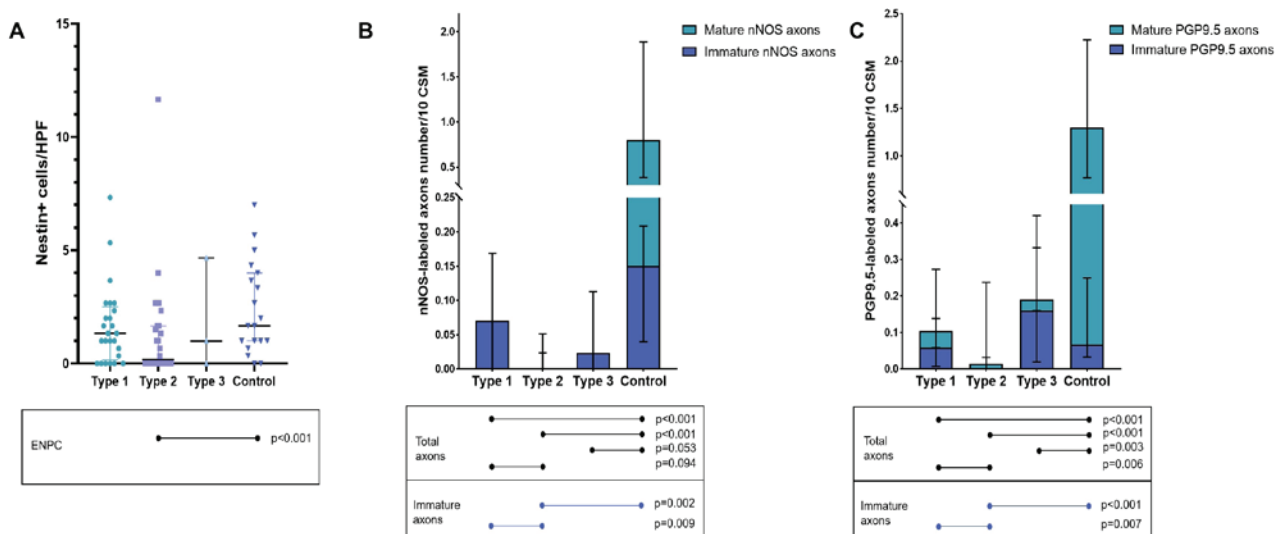 A
Nestin+ cells/HPF
15
10
5
0
Type 1 Type 2 Type 3 Control
ENPC
p<0.001
B
Mature nNOS axons
Immature nNOS axons
nNOS-labeled axons number/10 CSM
2.0
1.5
1.0
0.5
0.25
0.20
0.15
0.10
0.05
0.00
Type 1 Type 2 Type 3 Control
Total axons
p<0.001
p<0.001
p=0.053
p=0.094
Immature axons
p=0.002
p=0.009
C
Mature PGP9.5 axons
Immature PGP9.5 axons
PGP9.5-labeled axons number/10 CSM
2.5
2.0
1.5
1.0
0.4
0.3
0.2
0.1
0.0
Type 1 Type 2 Type 3 Control
Total
axons
p<0.001
p<0.001
p=0.003
p=0.006
Immature
axons
p<0.001
p=0.007